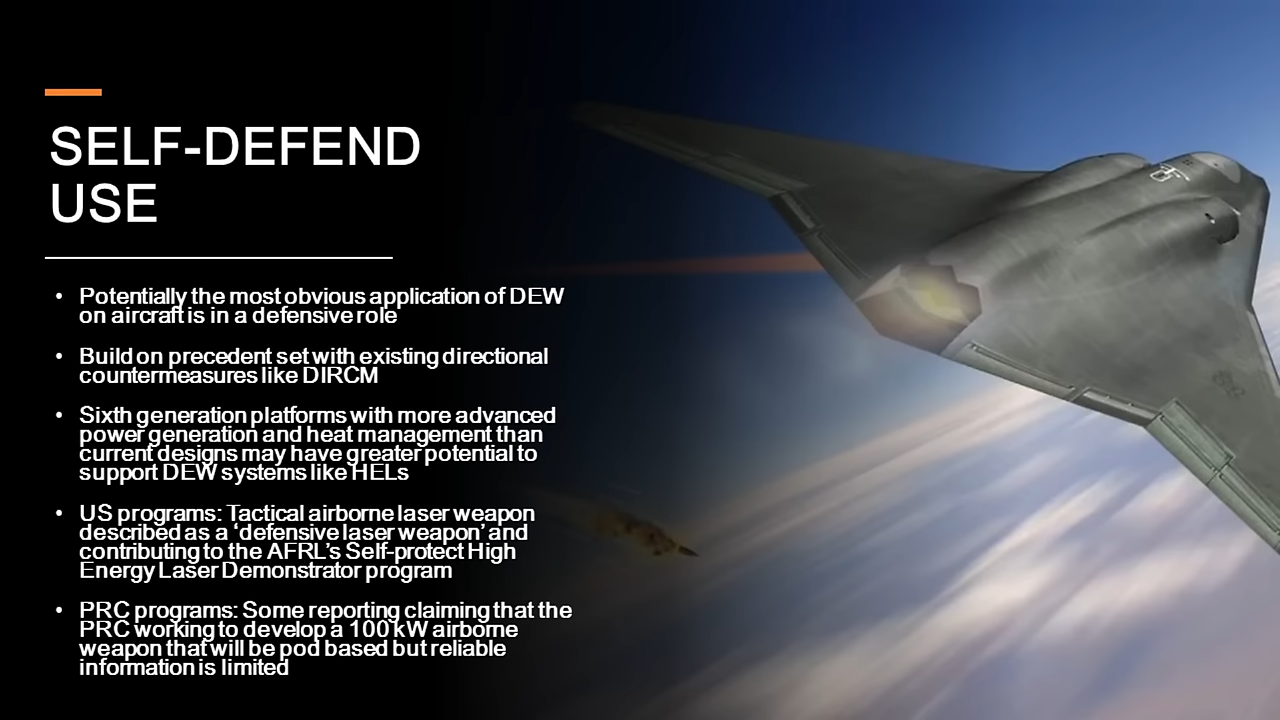 SELF-DEFEND
USE
• Potentially the most obvious application of DEW
on aircraft is in a defensive role
• Build on precedent set with existing directional
countermeasures like DIRCM
• Sixth generation platforms with more advanced
power generation and heat management than
current designs may have greater potential to
support DEW systems like HELs
• US programs: Tactical airborne laser weapon
described as a ‘defensive laser weapon’ and
contributing to the AFRL’s Self-protect High
Energy Laser Demonstrator program
• PRC programs: Some reporting claiming that the
PRC working to develop a 100 kW airborne
weapon that will be pod based but reliable
information is limited